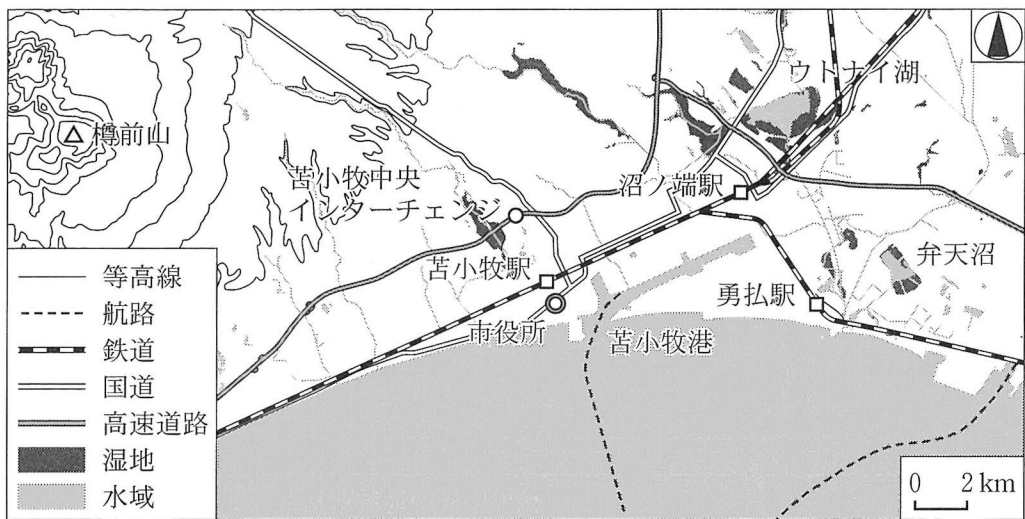 ウトナイ湖
樽前山
苫小牧中央
インターチェンジ
沼ノ端駅
苫小牧駅
弁天沼
勇払駅
市役所
苫小牧港
等高線
航路
鉄道
国道
高速道路
湿地
水域
0 2km